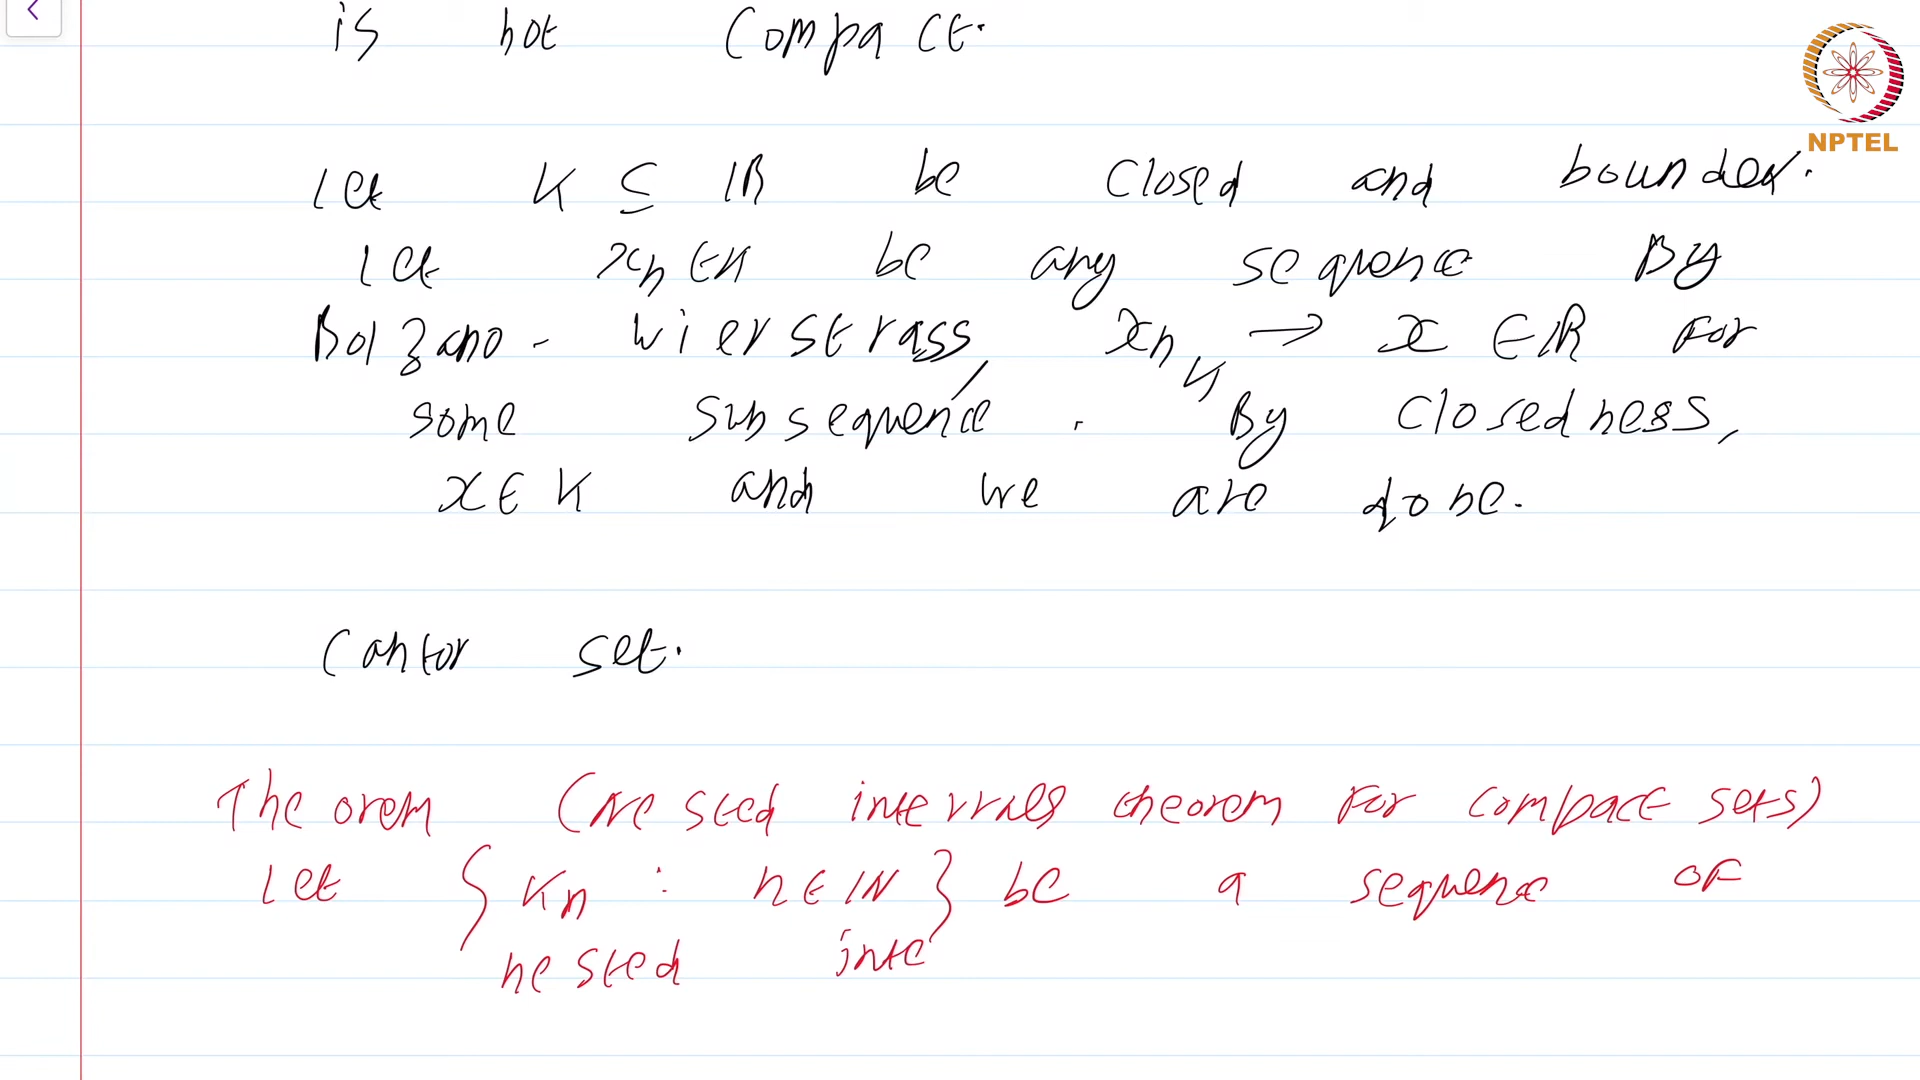 is not compact.
NPTEL
Let K ⊆ ℝ be closed and bounded.
Let xₙ ∈ K be any sequence By
Bolzano - Wierstrass, xₙₖ → x ∈ ℝ for
some subsequence . By closedness,
x ∈ K and we are done.
Cantor set.
Theorem (Nested intervals theorem for compact sets)
Let { Kₙ : n ∈ ℕ } be a sequence of
nested inte